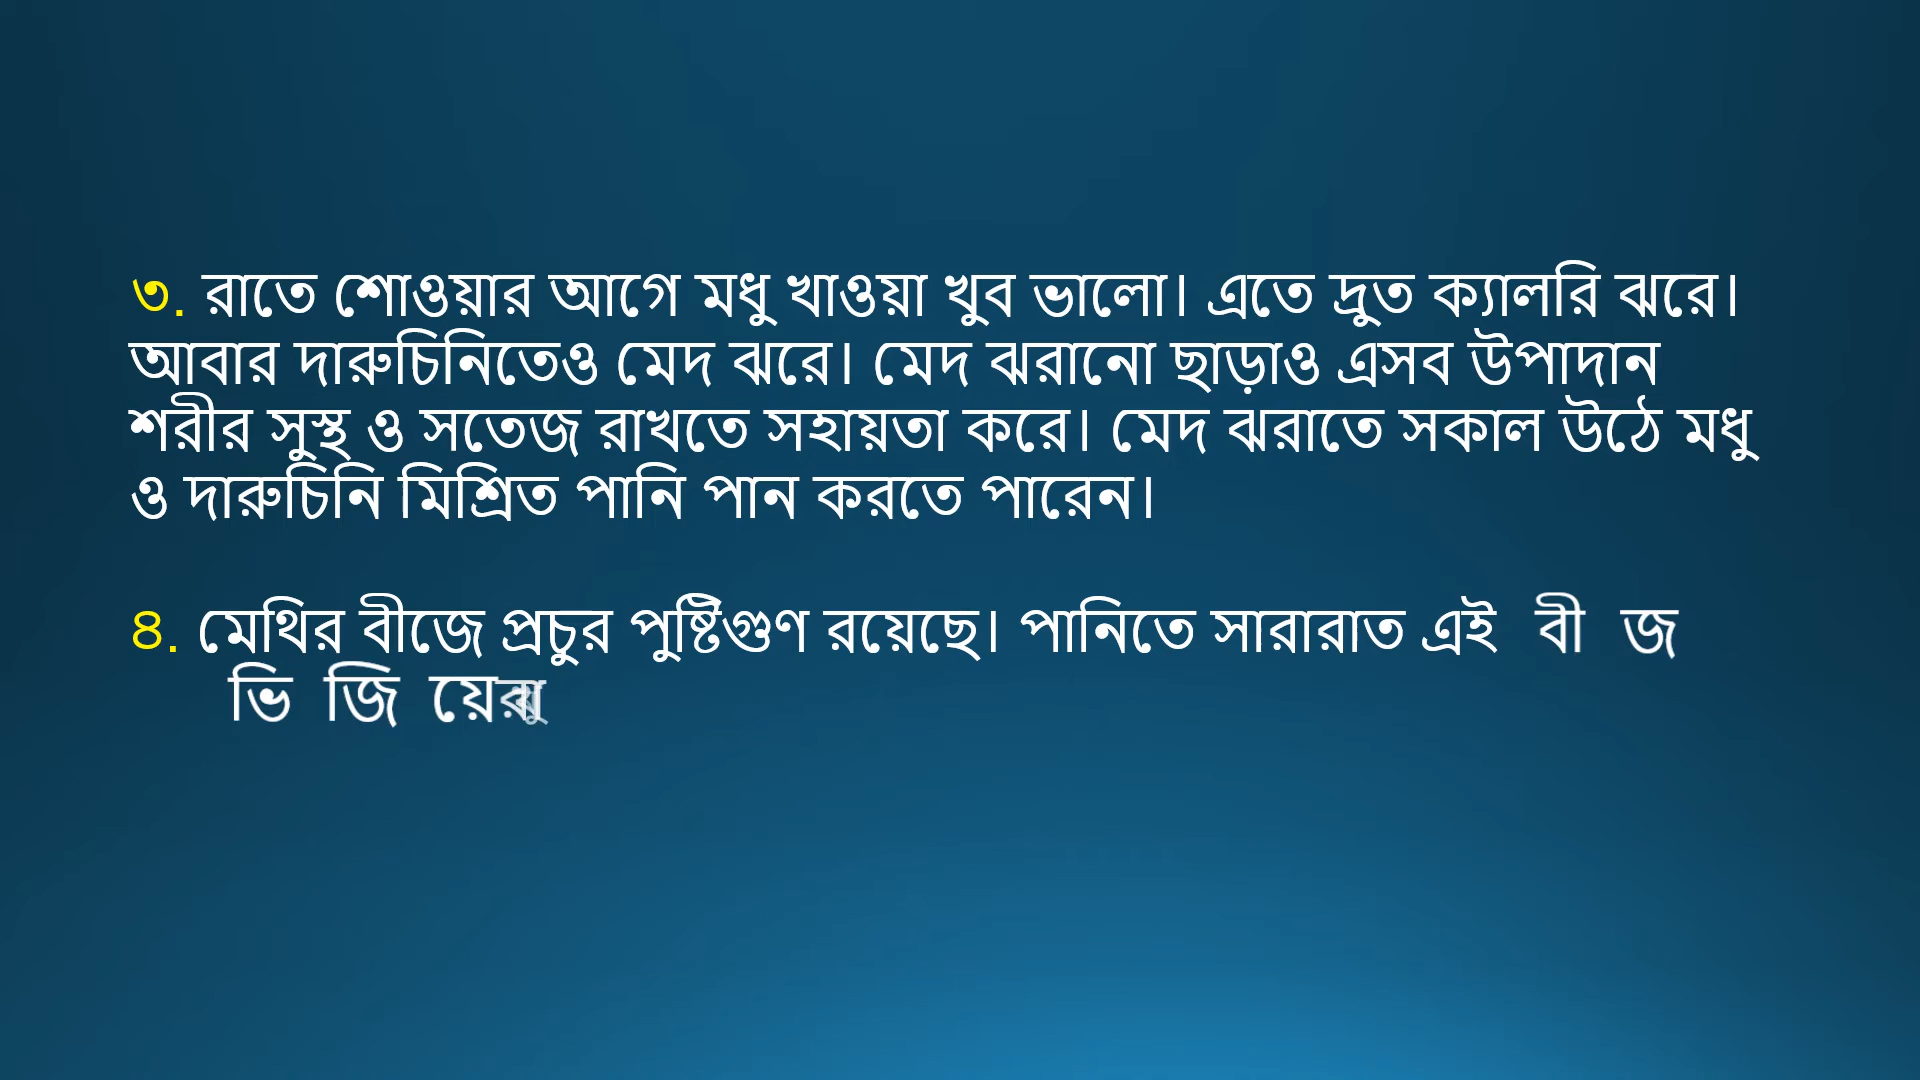 ৩. রাতে শোওয়ার আগে মধু খাওয়া খুব ভালো। এতে দ্রুত ক্যালরি ঝরে।
আবার দারুচিনিতেও মেদ ঝরে। মেদ ঝরানো ছাড়াও এসব উপাদান
শরীর সুস্থ ও সতেজ রাখতে সহায়তা করে। মেদ ঝরাতে সকাল উঠে মধু
ও দারুচিনি মিশ্রিত পানি পান করতে পারেন।
৪. মেথির বীজে প্রচুর পুষ্টিগুণ রয়েছে। পানিতে সারারাত এই বীজ
ভিজিয়ে